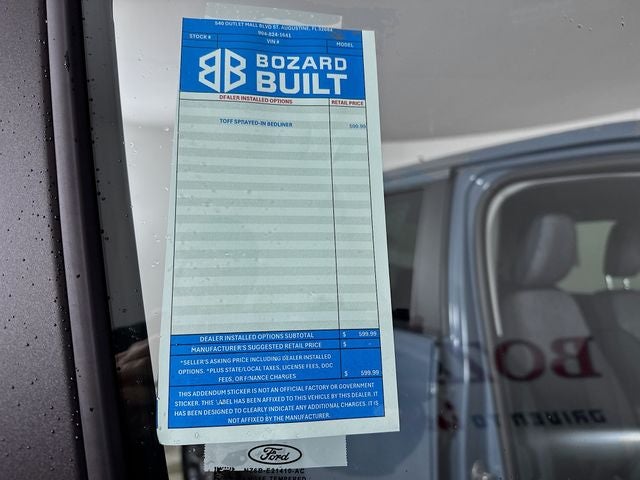 540 OUTLET MALL BLVD ST. AUGUSTINE, FL 32084
904-824-1641
STOCK #
VIN #
MODEL
BOZARD
BUILT
DEALER INSTALLED OPTIONS
RETAIL PRICE
TOFF SPRAYED-IN BEDLINER
599.99
DEALER INSTALLED OPTIONS SUBTOTAL $ 599.99
MANUFACTURER'S SUGGESTED RETAIL PRICE $ -
*SELLER'S ASKING PRICE INCLUDING DEALER INSTALLED
OPTIONS. *PLUS STATE/LOCAL TAXES, LICENSE FEES, DOC
FEES, OR FINANCE CHARGES $ 599.99
THIS ADDENDUM STICKER IS NOT AN OFFICIAL FACTORY OR GOVERNMENT
STICKER. THIS LABEL HAS BEEN AFFIXED TO THIS VEHICLE BY THIS DEALER. IT
HAS BEEN DESIGNED TO CLEARLY INDICATE ANY ADDITIONAL CHARGES. IT IS
NOT AFFIXED BY THE MANUFACTURER.
Ford
TEMPERED
BOZ
DRIVEN TO